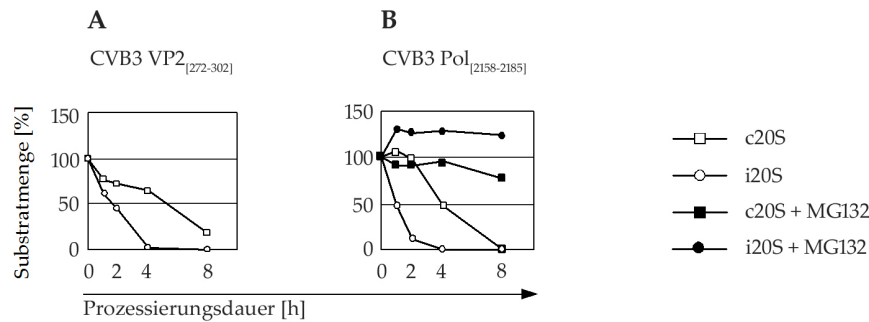 A
B
CVB3 VP2[272-302]
CVB3 Pol[2158-2185]
Substratmenge [%]
150
100
50
0
0 2 4 8
150
100
50
0
0 2 4 8
c20S
i20S
c20S + MG132
i20S + MG132
Prozessierungsdauer [h]